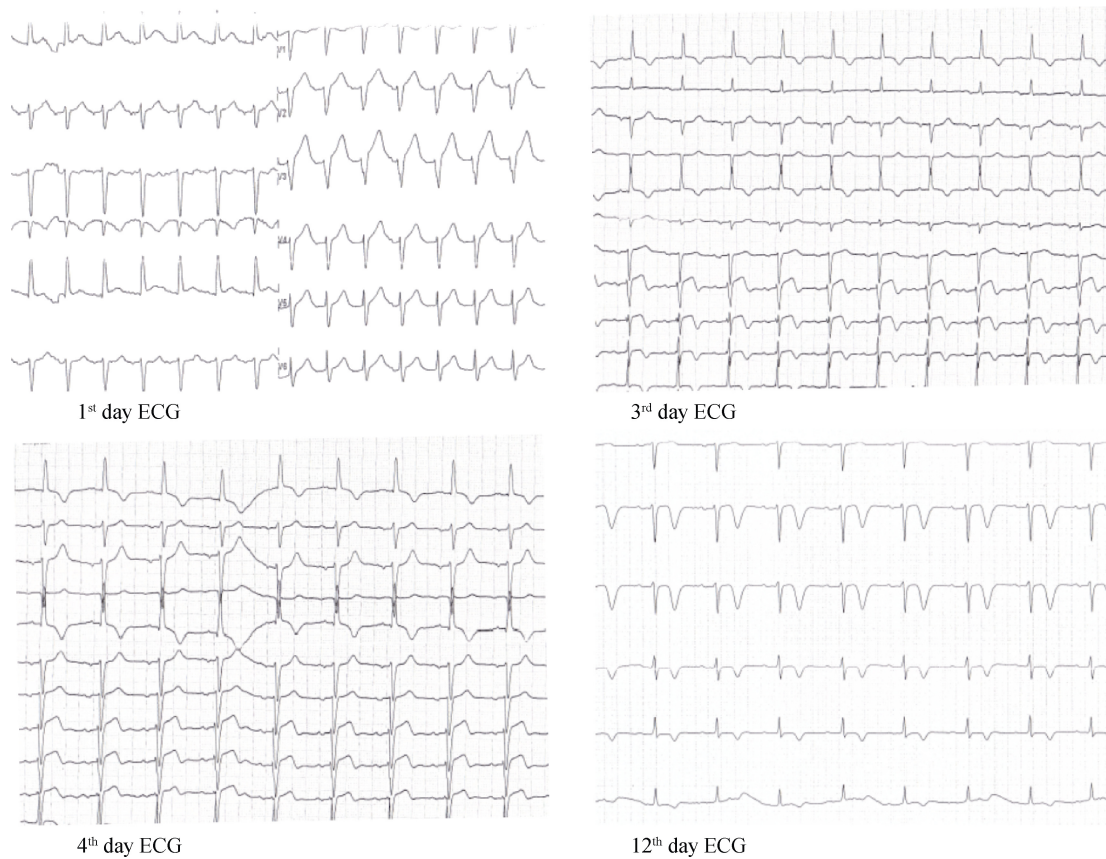 V1
V2
V3
V4
V5
V6
1st day ECG
3rd day ECG
4th day ECG
12th day ECG